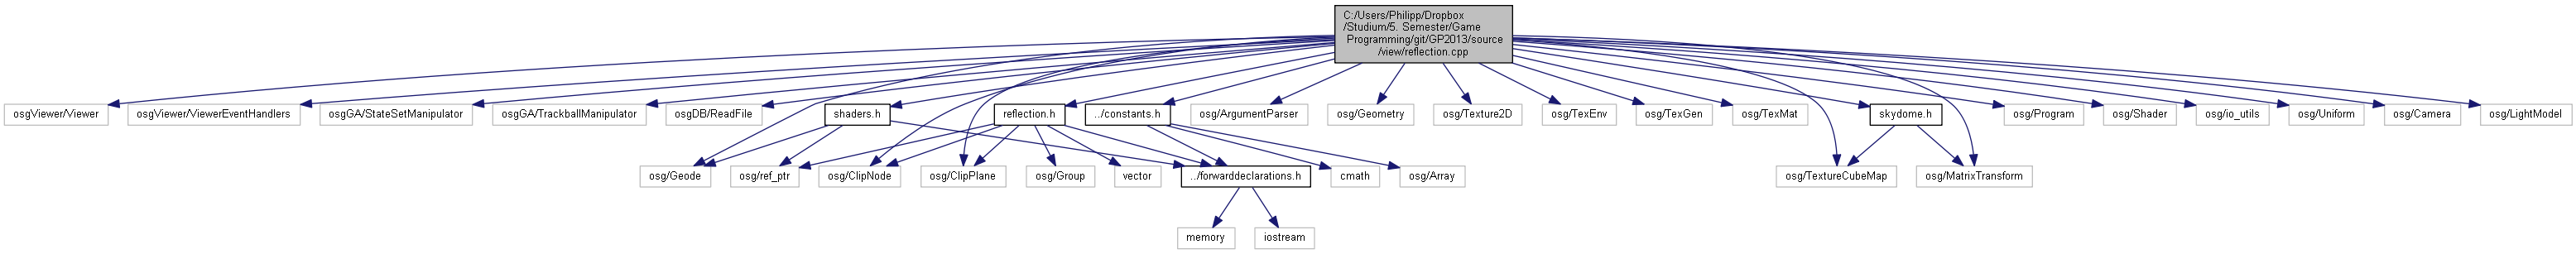 C:/Users/Philipp/Dropbox
/Studium/5. Semester/Game
Programming/git/GP2013/source
/view/reflection.cpp
osgViewer/Viewer
osgViewer/ViewerEventHandlers
osgGA/StateSetManipulator
osgGA/TrackballManipulator
osgDB/ReadFile
shaders.h
reflection.h
../constants.h
osg/ArgumentParser
osg/Geometry
osg/Texture2D
osg/TexEnv
osg/TexGen
osg/TexMat
skydome.h
osg/Program
osg/Shader
osg/io_utils
osg/Uniform
osg/Camera
osg/LightModel
osg/Geode
osg/ref_ptr
osg/ClipNode
osg/ClipPlane
osg/Group
vector
../forwarddeclarations.h
cmath
osg/Array
osg/TextureCubeMap
osg/MatrixTransform
memory
iostream